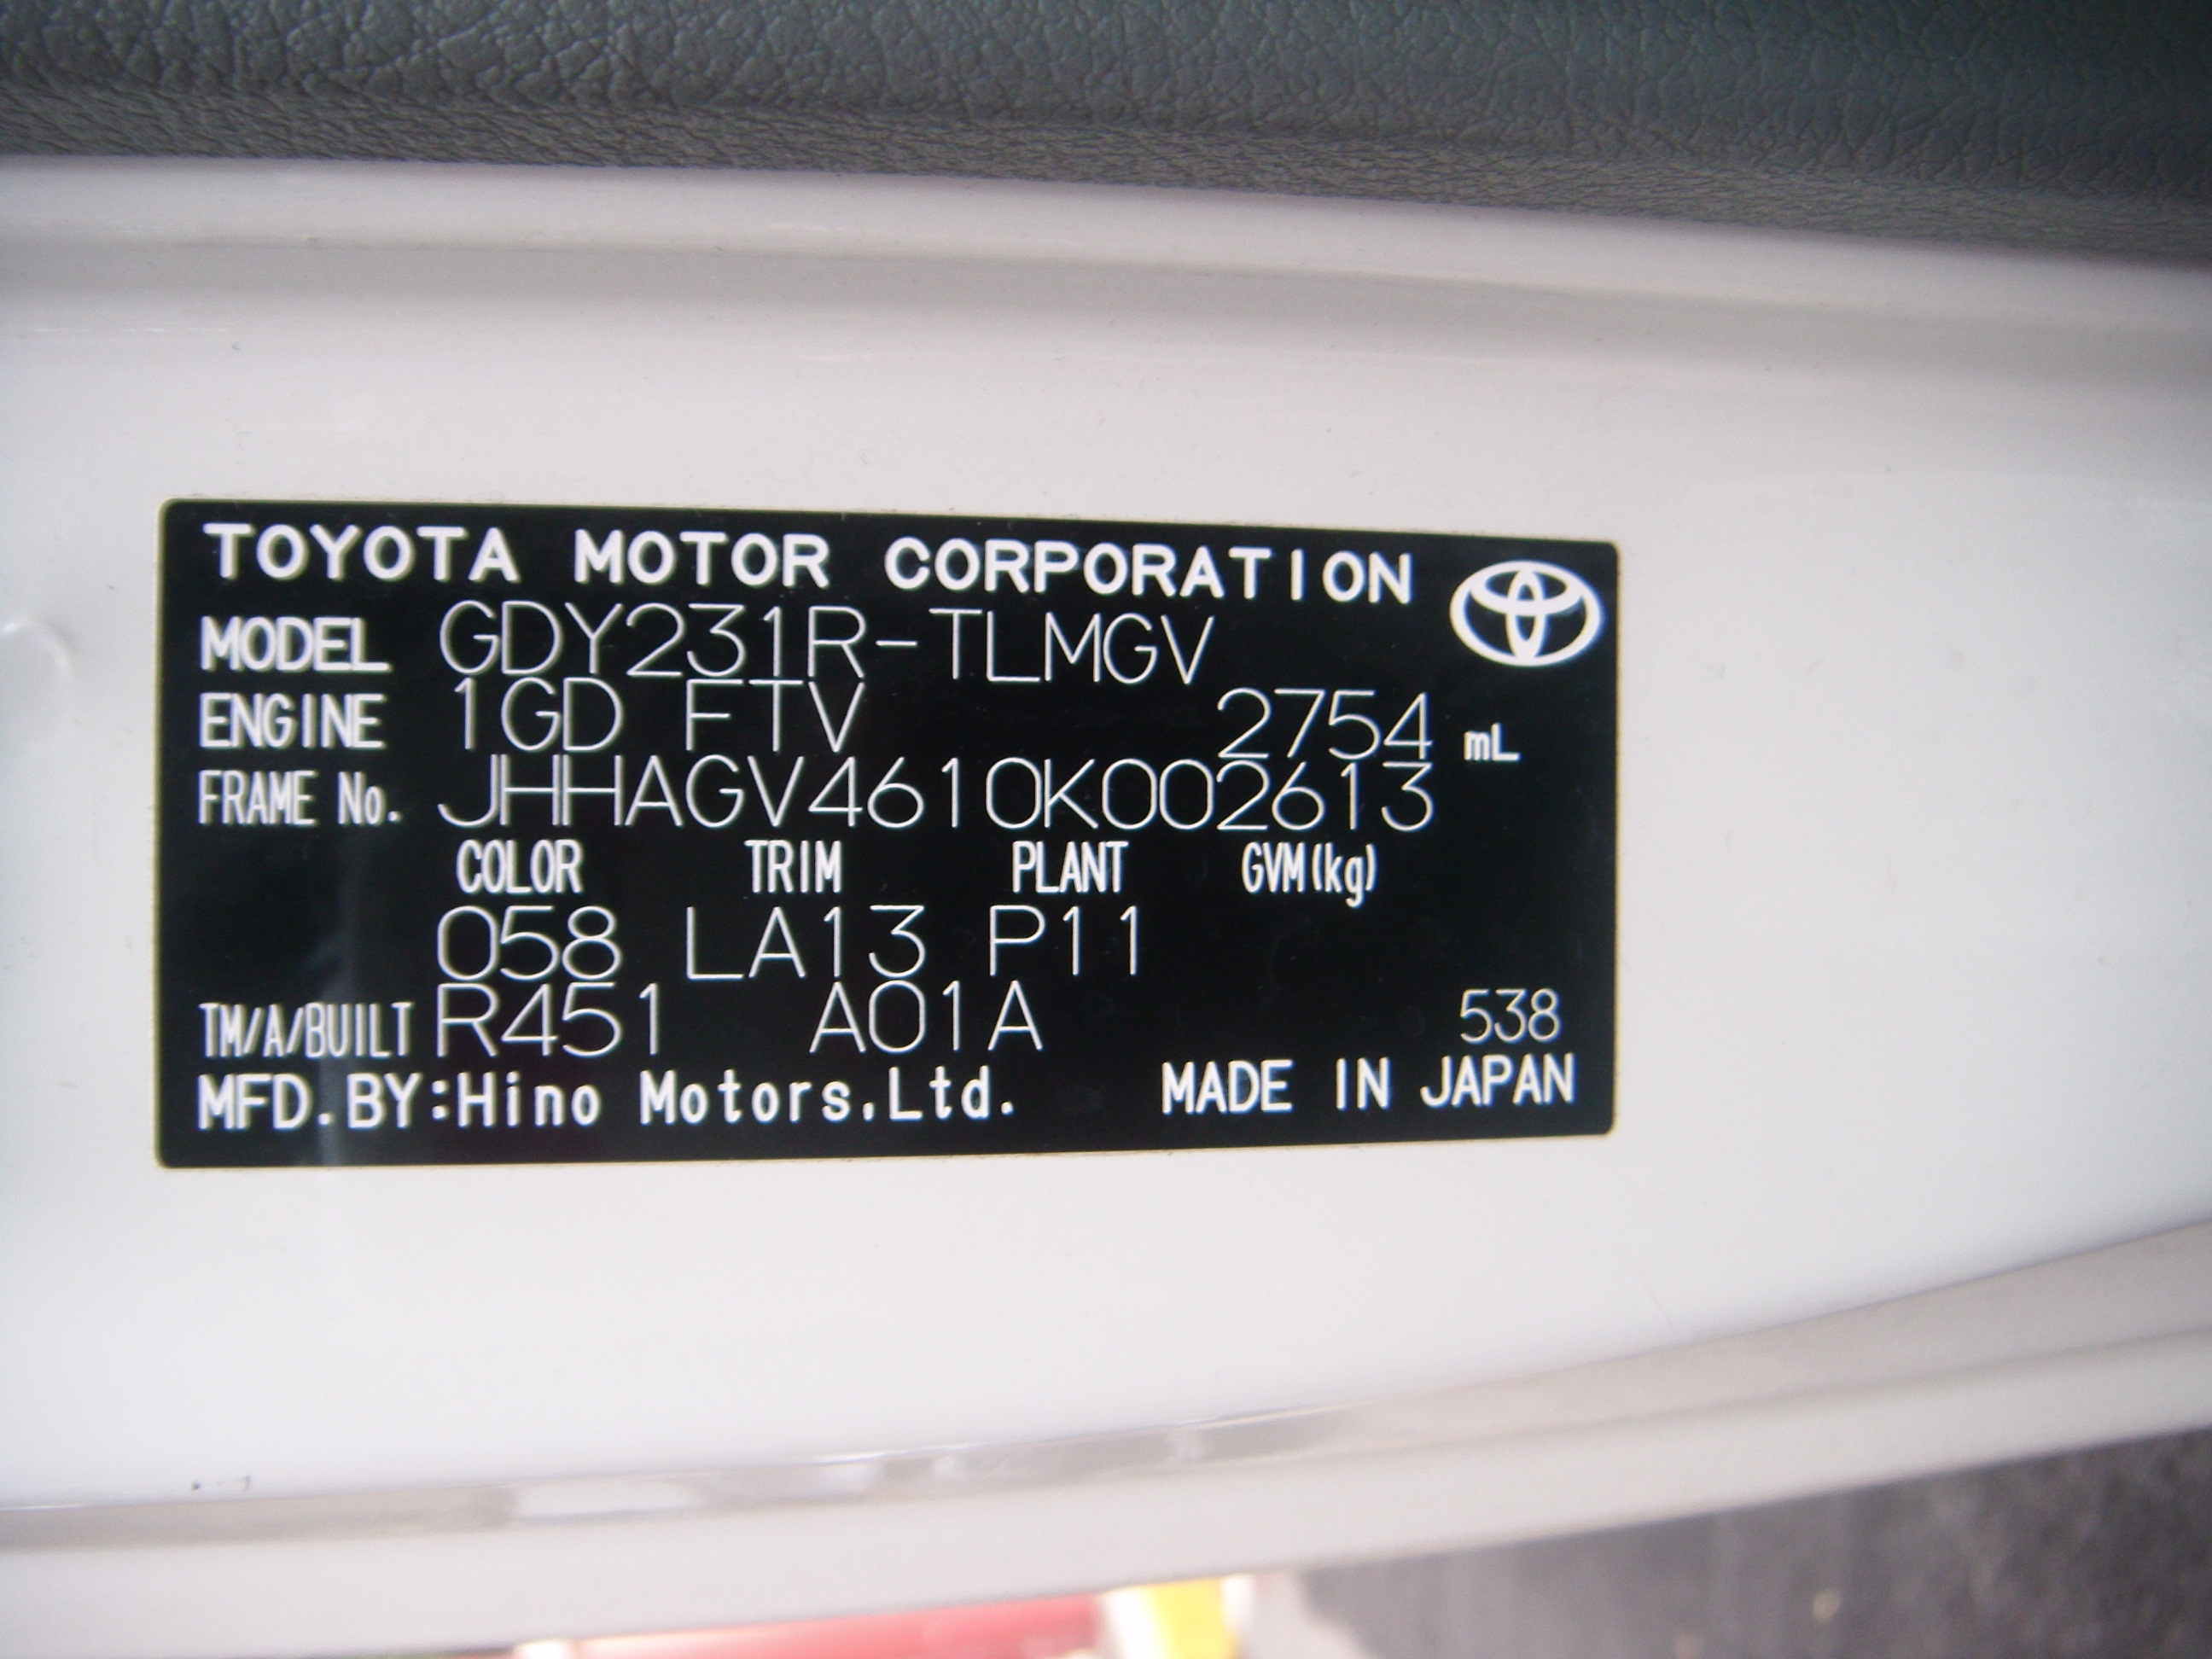 TOYOTA MOTOR CORPORATION
MODEL GDY231R-TLMGV
ENGINE 1GD FTV 2754 mL
FRAME No. JHHAGV4610K002613
COLOR TRIM PLANT GVM(kg)
058 LA13 P11
TM/A/BUILT R451 A01A 538
MFD.BY:Hino Motors,Ltd. MADE IN JAPAN